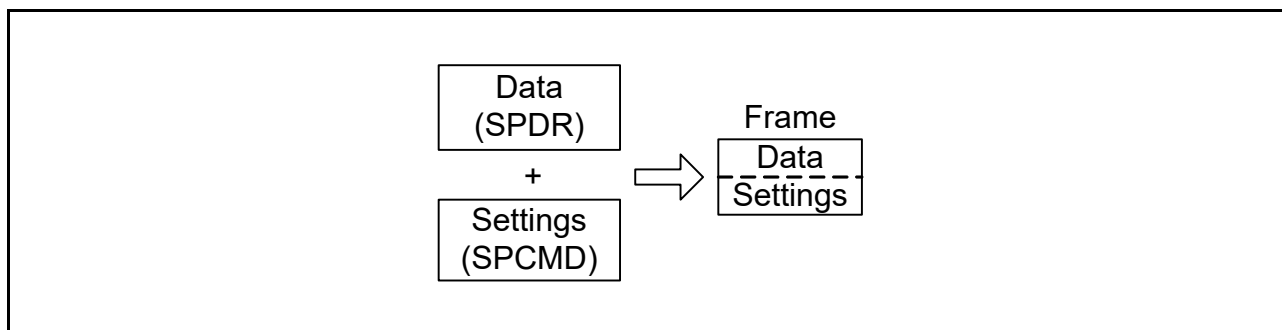 Data
(SPDR)
+
Settings
(SPCMD)
Frame
Data
Settings